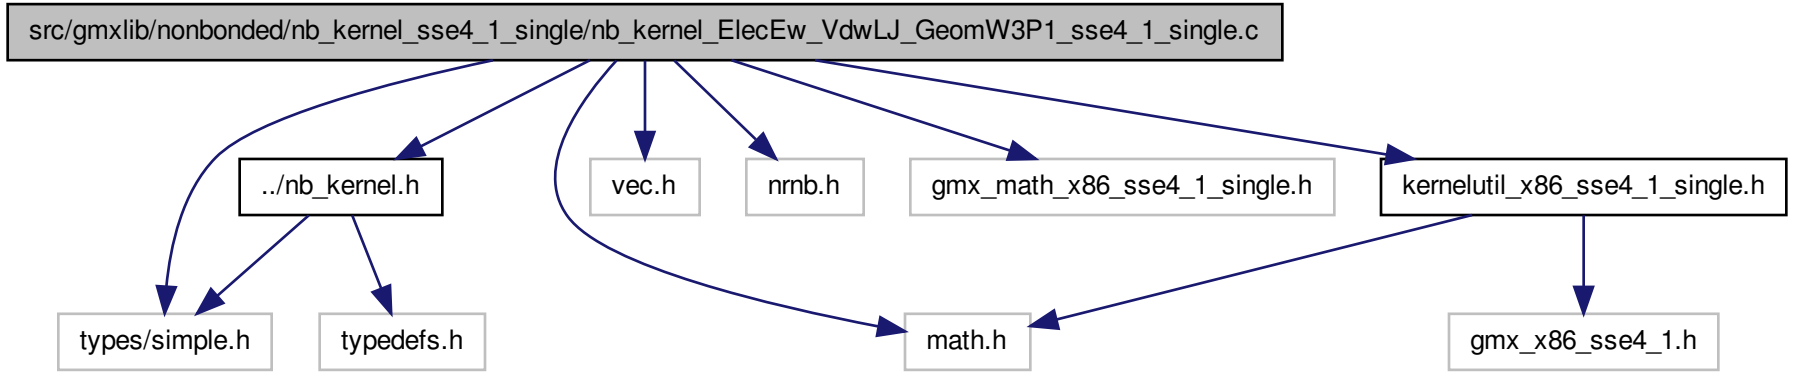 src/gmxlib/nonbonded/nb_kernel_sse4_1_single/nb_kernel_ElecEw_VdwLJ_GeomW3P1_sse4_1_single.c
../nb_kernel.h
vec.h
nrnb.h
gmx_math_x86_sse4_1_single.h
kernelutil_x86_sse4_1_single.h
types/simple.h
typedefs.h
math.h
gmx_x86_sse4_1.h